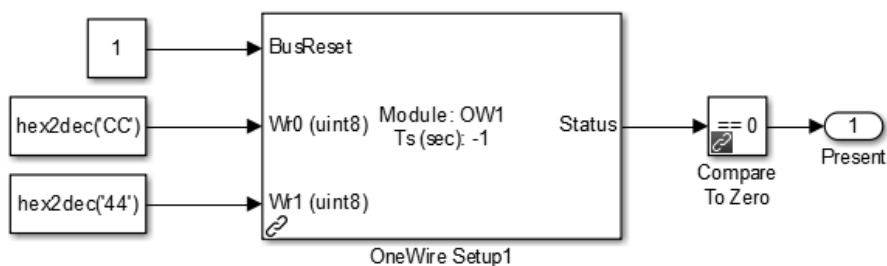 1
BusReset
hex2dec('CC')
Wr0 (uint8)
Module: OW1
Ts (sec): -1
Status
== 0
1
Present
Compare
To Zero
hex2dec('44')
Wr1 (uint8)
OneWire Setup1